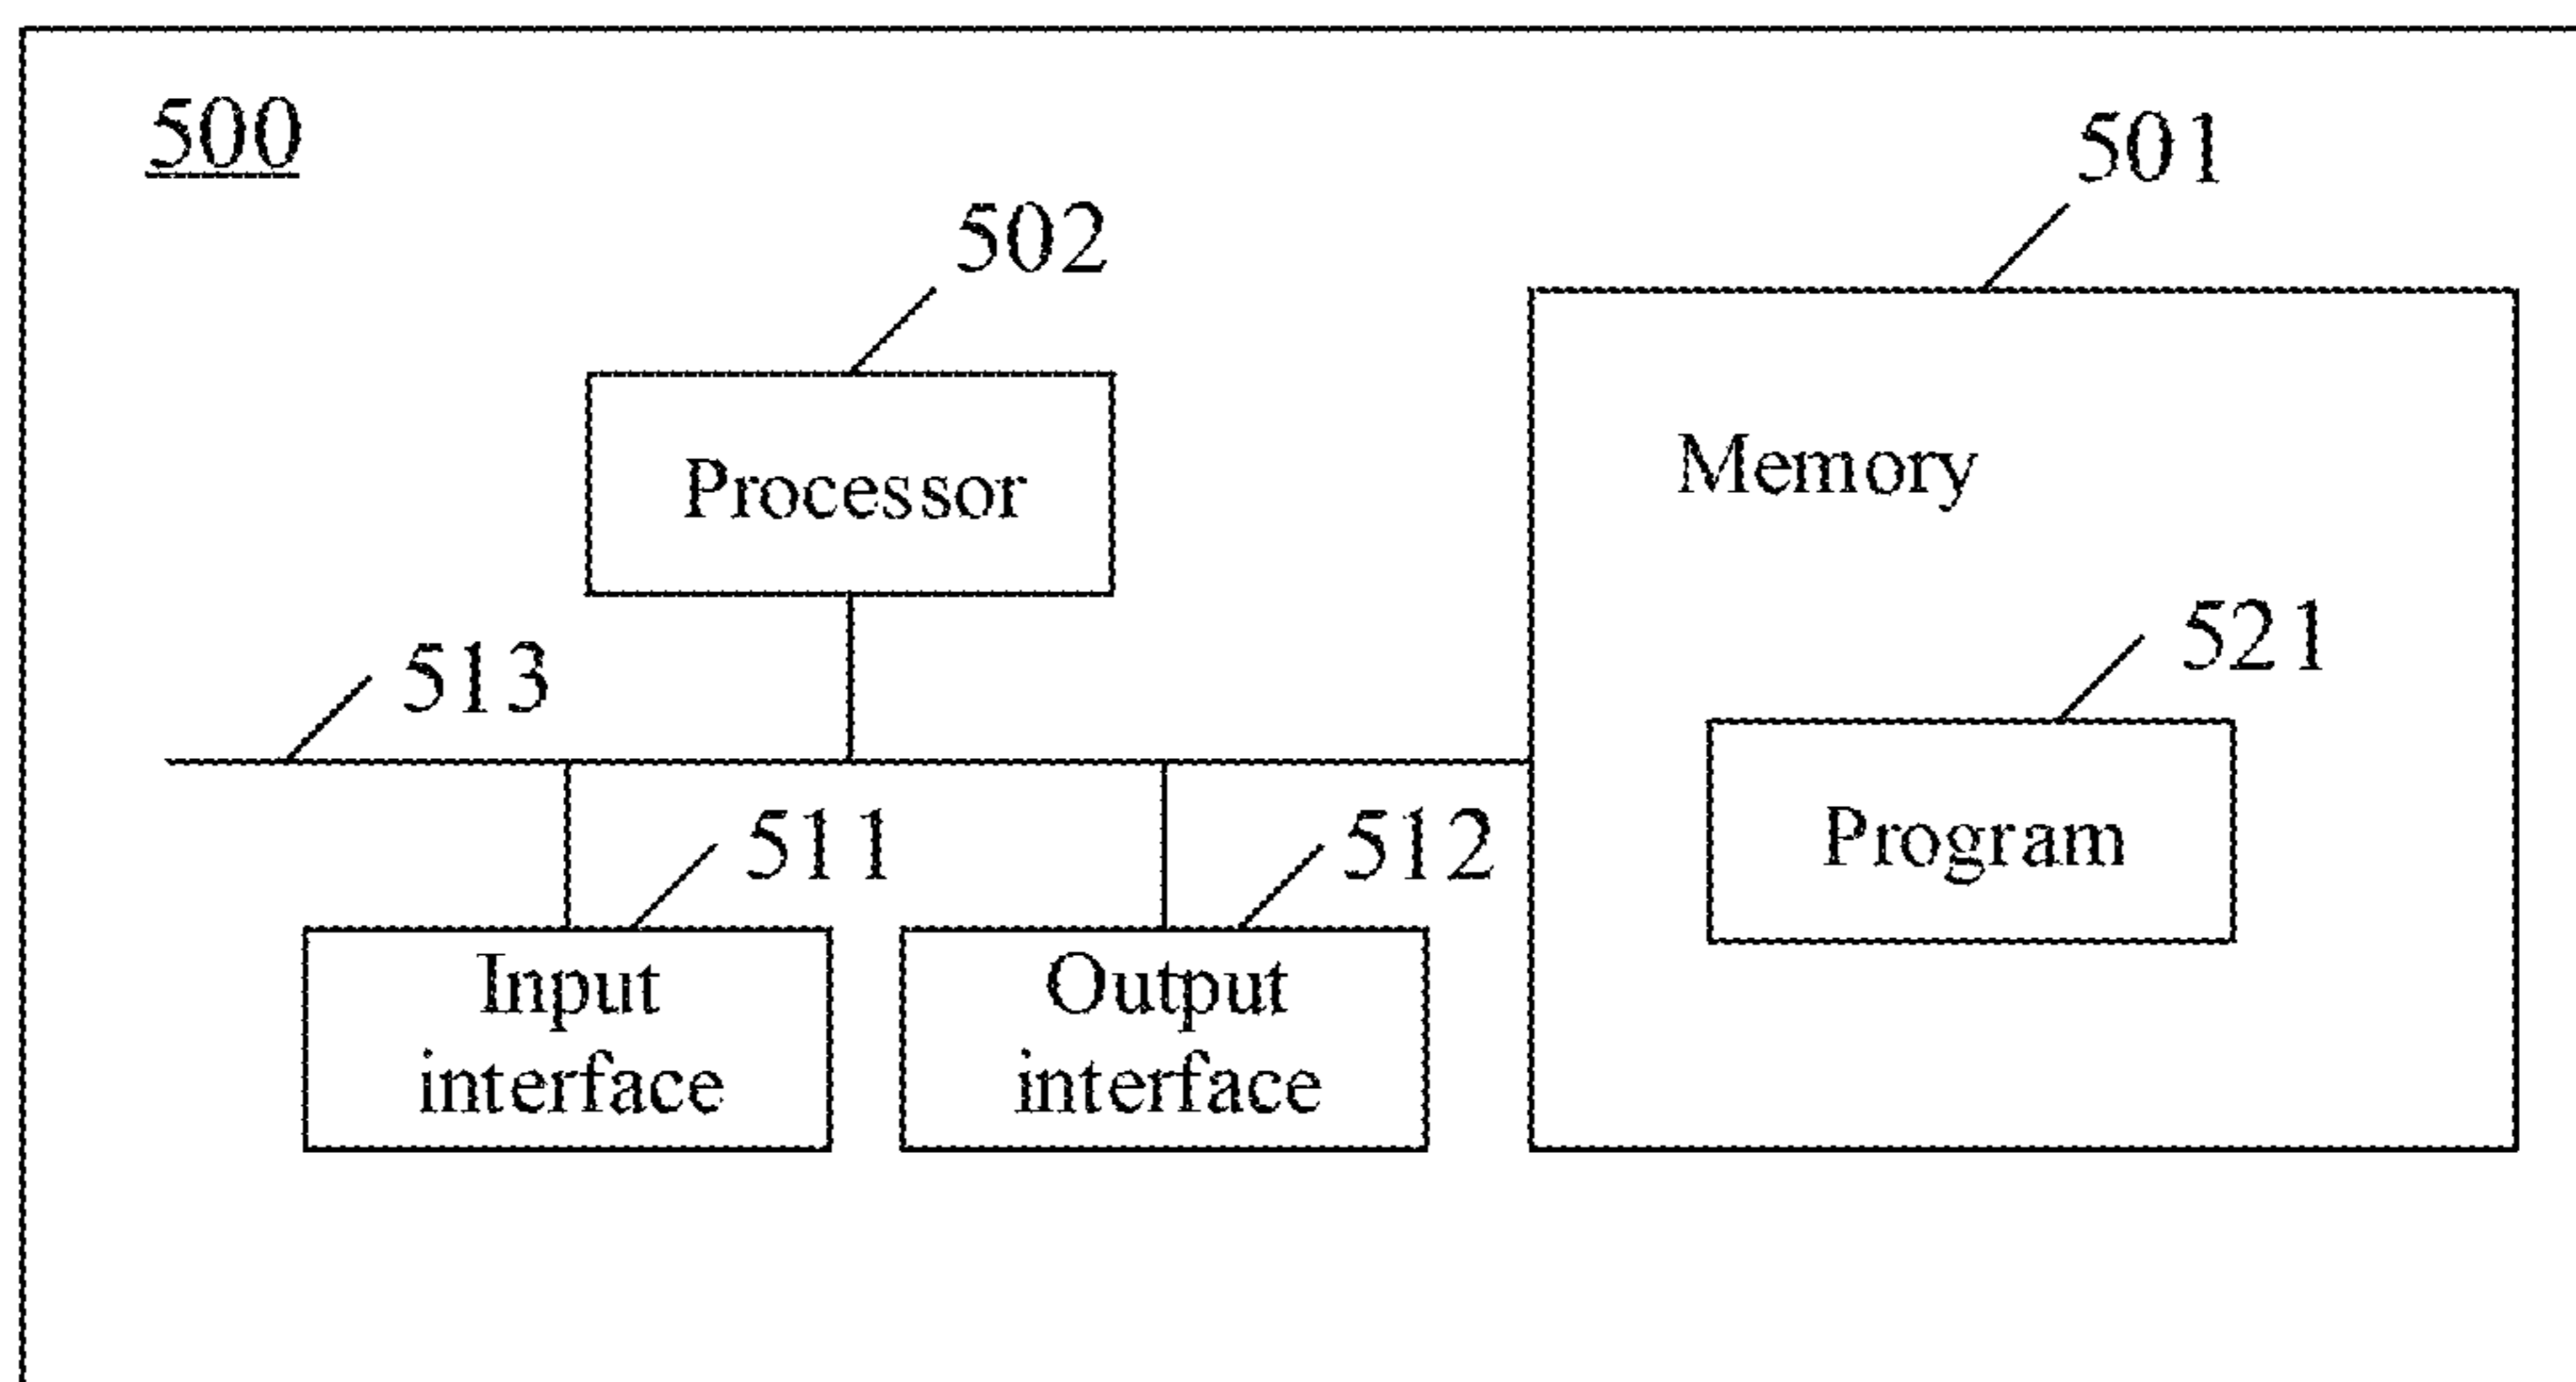 500
501
502
Processor
Memory
513
521
511
512
Program
Input
interface
Output
interface